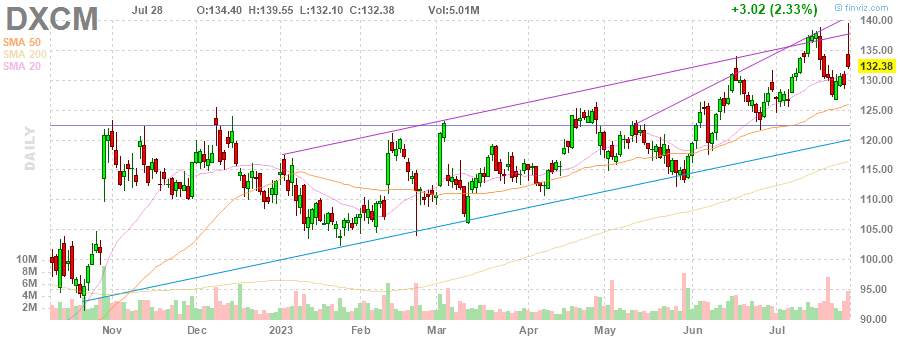 DXCM Jul 28 O:134.40 H:139.55 L:132.10 C:132.38 Vol:5.01M +3.02 (2.33%)
© finviz.com
SMA 50
SMA 200
SMA 20
DAILY
140.00
135.00
132.38
130.00
125.00
120.00
115.00
110.00
105.00
100.00
95.00
90.00
10M
8M
6M
4M
2M
Nov Dec 2023 Feb Mar Apr May Jun Jul